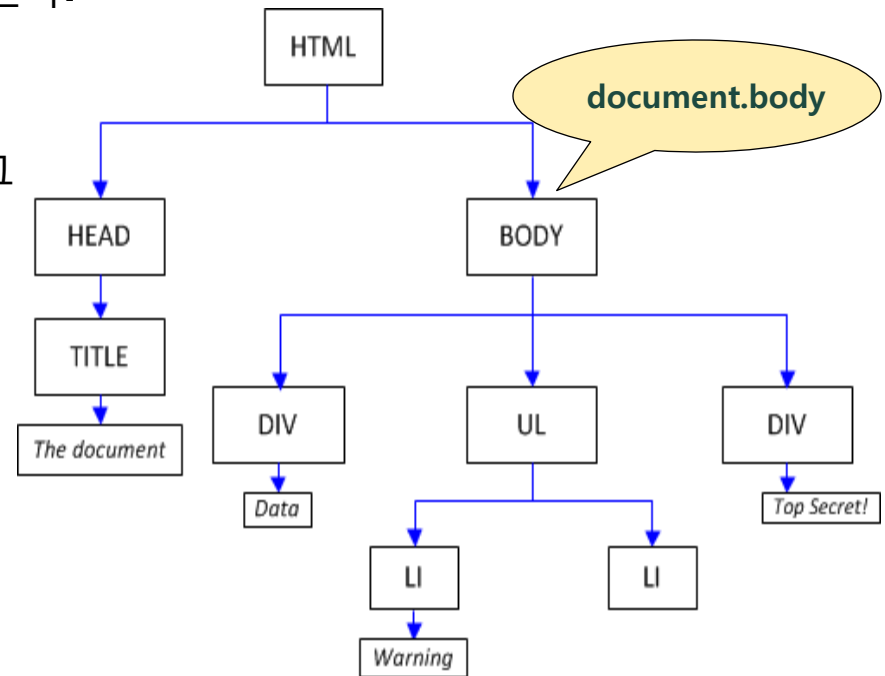 HTML
document.body
HEAD
BODY
TITLE
The document
DIV
UL
DIV
Data
Top Secret!
LI
LI
Warning